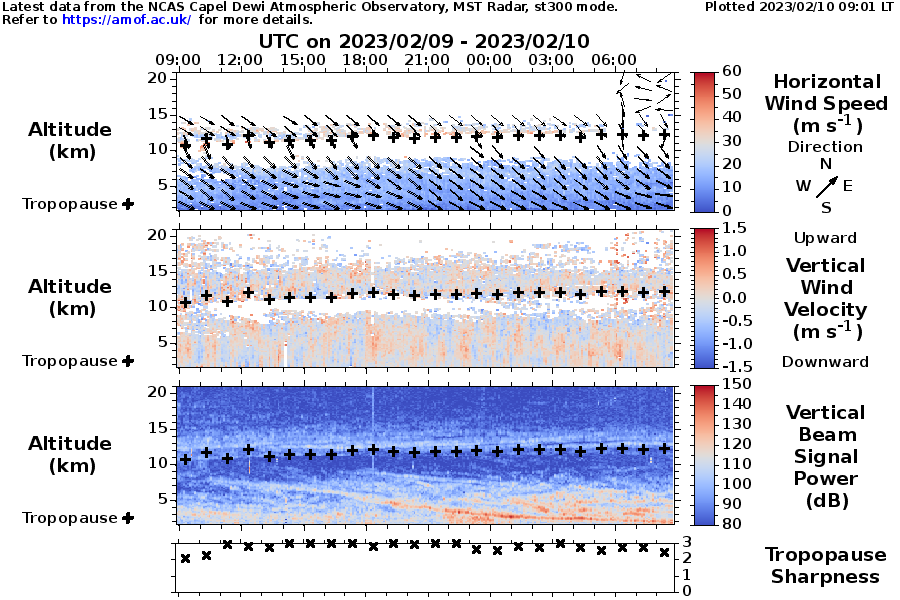 Latest data from the NCAS Capel Dewi Atmospheric Observatory, MST Radar, st300 mode.
Plotted 2023/02/10 09:01 LT
Refer to https://amof.ac.uk/ for more details.
UTC on 2023/02/09 - 2023/02/10
09:00 12:00 15:00 18:00 21:00 00:00 03:00 06:00
Altitude
(km)
Tropopause
20
15
10
5
60
50
40
30
20
10
0
Horizontal
Wind Speed
(m s-1)
Direction
N
W E
S
Altitude
(km)
Tropopause
20
15
10
5
1.5
1.0
0.5
0.0
-0.5
-1.0
-1.5
Upward
Vertical
Wind
Velocity
(m s-1)
Downward
Altitude
(km)
Tropopause
20
15
10
5
150
140
130
120
110
100
90
80
Vertical
Beam
Signal
Power
(dB)
3
2
1
0
Tropopause
Sharpness